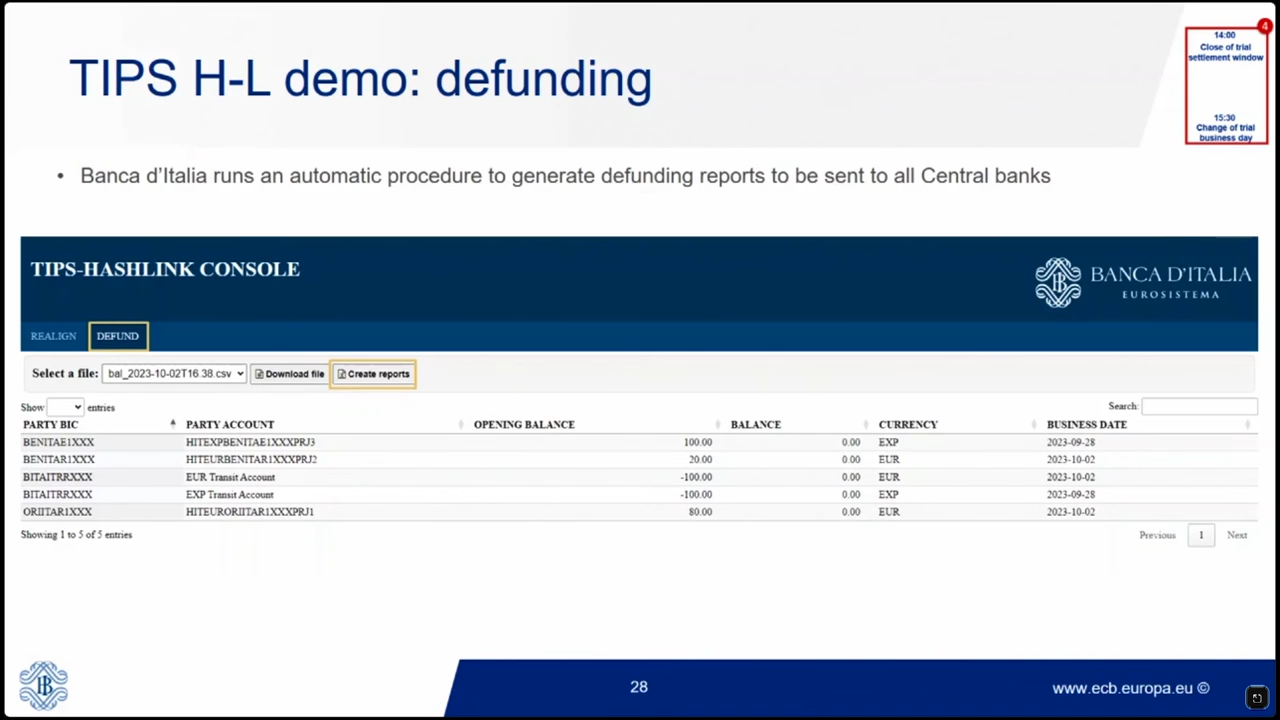 4
14:00
Close of trial
settlement window
15:30
Change of trial
business day
TIPS H-L demo: defunding
• Banca d'Italia runs an automatic procedure to generate defunding reports to be sent to all Central banks
TIPS-HASHLINK CONSOLE
BANCA D'ITALIA
EUROSISTEMA
REALIGN DEFUND
Select a file: bal_2023-10-02T16.38.csv Download file Create reports
Show entries Search:
PARTY BIC PARTY ACCOUNT OPENING BALANCE BALANCE CURRENCY BUSINESS DATE
BENITAE1XXX HITEXPBENITAE1XXXPRJ3 100.00 0.00 EXP 2023-09-28
BENITAR1XXX HITEURBENITAR1XXXPRJ2 20.00 0.00 EUR 2023-10-02
BITAITRRXXX EUR Transit Account -100.00 0.00 EUR 2023-10-02
BITAITRRXXX EXP Transit Account -100.00 0.00 EXP 2023-09-28
ORIITAR1XXX HITEURORIITAR1XXXPRJ1 80.00 0.00 EUR 2023-10-02
Showing 1 to 5 of 5 entries Previous 1 Next
28
www.ecb.europa.eu ©